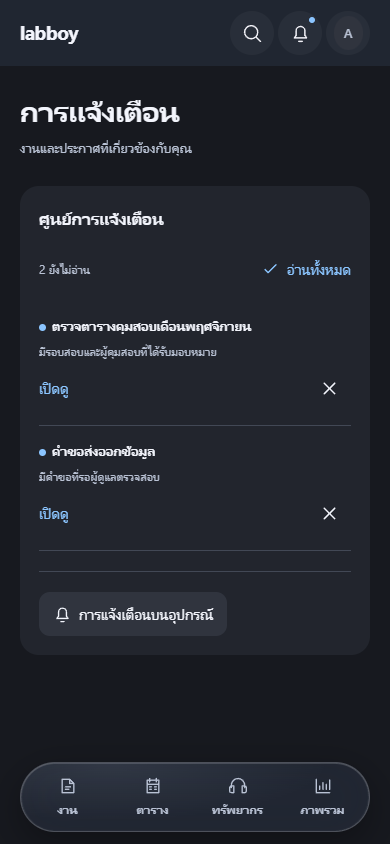 labboy
A
การแจ้งเตือน
งานและประกาศที่เกี่ยวข้องกับคุณ
ศูนย์การแจ้งเตือน
2 ยังไม่อ่าน
อ่านทั้งหมด
ตรวจตารางคุมสอบเดือนพฤศจิกายน
มีรอบสอบและผู้คุมสอบที่ได้รับมอบหมาย
เปิดดู
คำขอส่งออกข้อมูล
มีคำขอที่รอผู้ดูแลตรวจสอบ
เปิดดู
การแจ้งเตือนบนอุปกรณ์
งาน
ตาราง
ทรัพยากร
ภาพรวม